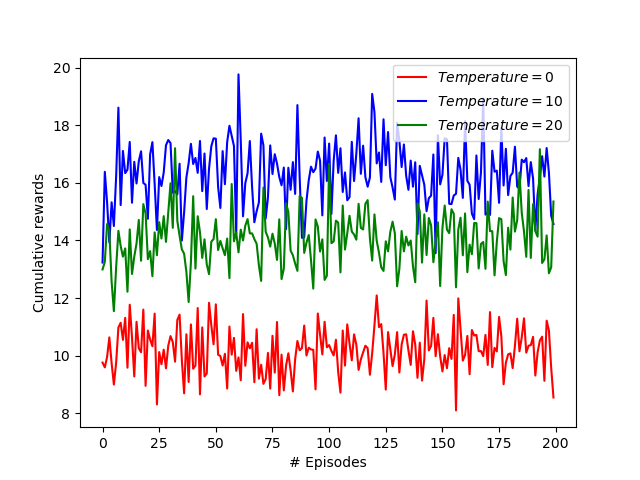 Temperature = 0
Temperature = 10
Temperature = 20
Cumulative rewards
20
18
16
14
12
10
8
0 25 50 75 100 125 150 175 200
# Episodes